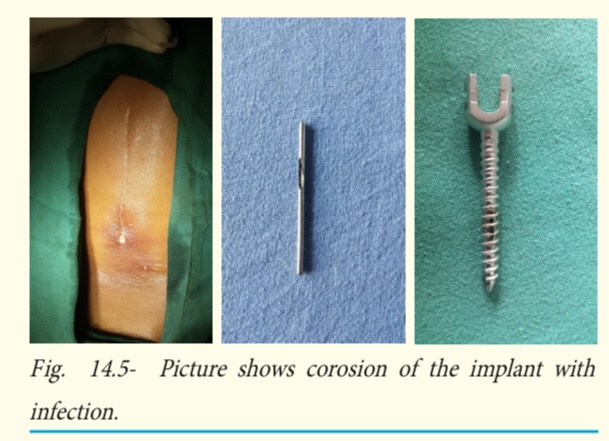 Fig. 14.5- Picture shows corosion of the implant with
infection.